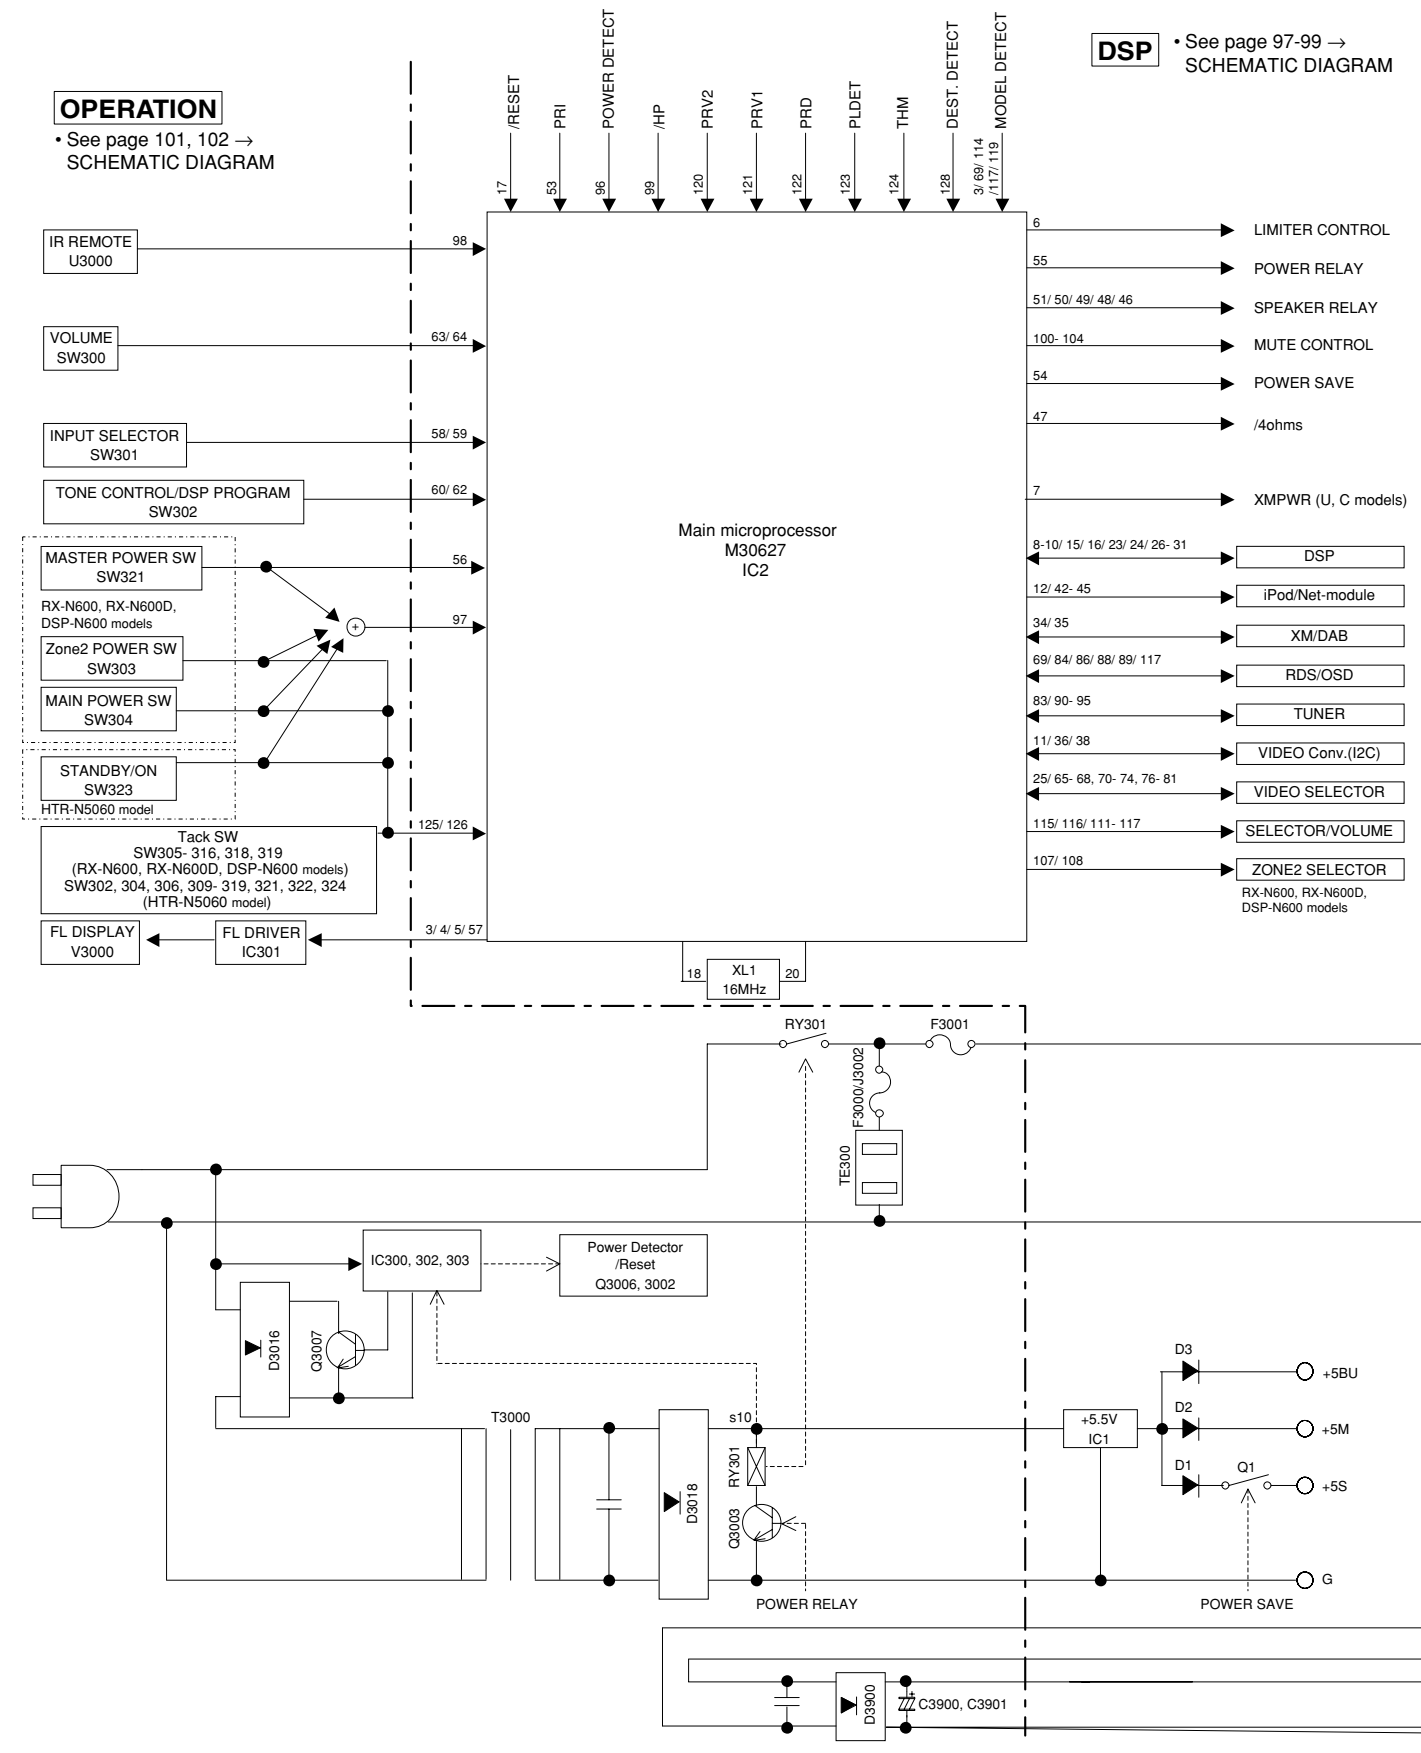 OPERATION
• See page 101, 102 →
SCHEMATIC DIAGRAM
DSP
• See page 97-99 →
SCHEMATIC DIAGRAM
/RESET
PRI
POWER DETECT
/HP
PRV2
PRV1
PRD
PLDET
THM
DEST. DETECT
MODEL DETECT
17
53
96
99
120
121
122
123
124
128
3/ 69/ 114
/117/ 119
IR REMOTE
U3000
98
VOLUME
SW300
63/ 64
INPUT SELECTOR
SW301
58/ 59
TONE CONTROL/DSP PROGRAM
SW302
60/ 62
MASTER POWER SW
SW321
56
RX-N600, RX-N600D,
DSP-N600 models
+
97
Zone2 POWER SW
SW303
MAIN POWER SW
SW304
STANDBY/ON
SW323
HTR-N5060 model
Tack SW
SW305- 316, 318, 319
(RX-N600, RX-N600D, DSP-N600 models)
SW302, 304, 306, 309- 319, 321, 322, 324
(HTR-N5060 model)
125/ 126
FL DISPLAY
V3000
FL DRIVER
IC301
3/ 4/ 5/ 57
Main microprocessor
M30627
IC2
18
XL1
16MHz
20
6
LIMITER CONTROL
55
POWER RELAY
51/ 50/ 49/ 48/ 46
SPEAKER RELAY
100- 104
MUTE CONTROL
54
POWER SAVE
47
/4ohms
7
XMPWR (U, C models)
8-10/ 15/ 16/ 23/ 24/ 26- 31
DSP
12/ 42- 45
iPod/Net-module
34/ 35
XM/DAB
69/ 84/ 86/ 88/ 89/ 117
RDS/OSD
83/ 90- 95
TUNER
11/ 36/ 38
VIDEO Conv.(I2C)
25/ 65- 68, 70- 74, 76- 81
VIDEO SELECTOR
115/ 116/ 111- 117
SELECTOR/VOLUME
107/ 108
ZONE2 SELECTOR
RX-N600, RX-N600D,
DSP-N600 models
RY301
F3001
F3000/J3002
TE300
IC300, 302, 303
Power Detector
/Reset
Q3006, 3002
D3016
Q3007
T3000
s10
D3018
RY301
Q3003
POWER RELAY
+5.5V
IC1
D3
+5BU
D2
+5M
D1
Q1
+5S
G
POWER SAVE
D3900
+
C3900, C3901